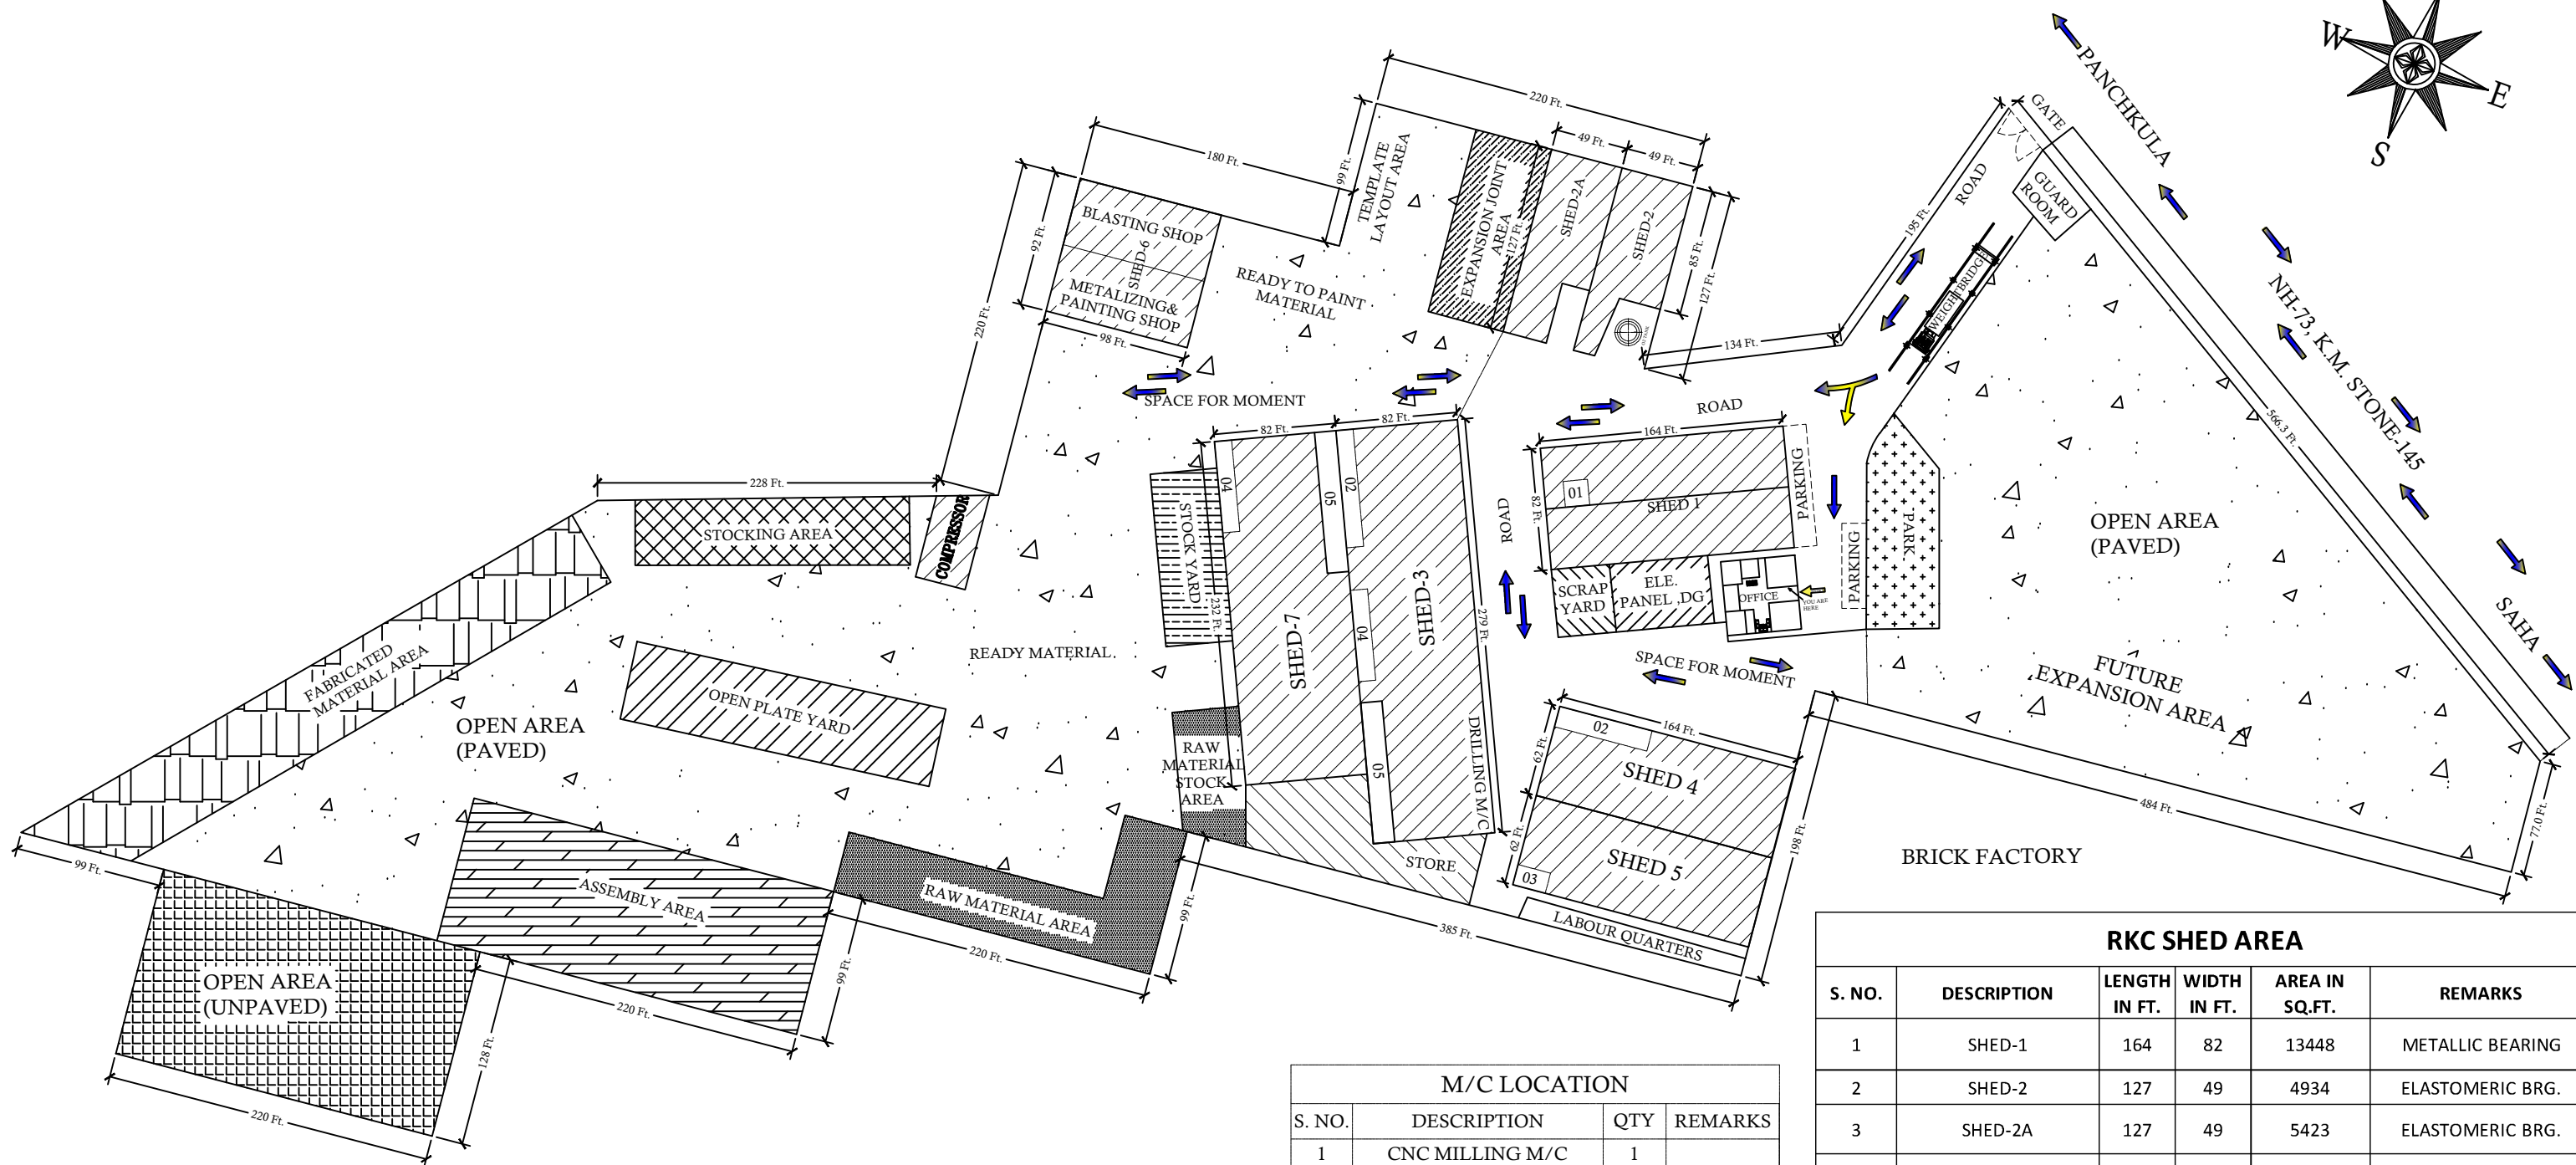 W
E
S
PANCHKULA
NH-73, K.M. STONE-145
SAHA
GATE
GUARD
ROOM
ROAD
195 Ft.
WEIGHTBRIDGE
566.3 Ft.
220 Ft.
49 Ft.
49 Ft.
99 Ft.
TEMPLATE
LAYOUT AREA
EXPANSION JOINT
AREA
127 Ft.
SHED-2A
SHED-2
85 Ft.
127 Ft.
134 Ft.
180 Ft.
92 Ft.
220 Ft.
BLASTING SHOP
SHED-6
METALIZING&
PAINTING SHOP
98 Ft.
READY TO PAINT
MATERIAL
SPACE FOR MOMENT
ROAD
82 Ft.
82 Ft.
164 Ft.
82 Ft.
01
SHED 1
PARKING
PARKING
PARK
OPEN AREA
(PAVED)
FUTURE
EXPANSION AREA
ROAD
SCRAP
YARD
ELE.
PANEL ,DG
OFFICE
YOU ARE
HERE
SPACE FOR MOMENT
228 Ft.
STOCKING AREA
COMPRESSOR
STOCK YARD
232 Ft.
04
05
02
04
05
SHED-7
SHED-3
279 Ft.
DRILLING M/C
FABRICATED
MATERIAL AREA
READY MATERIAL
OPEN PLATE YARD
OPEN AREA
(PAVED)
RAW
MATERIAL
STOCK
AREA
STORE
02
164 Ft.
62 Ft.
SHED 4
62 Ft.
SHED 5
03
198 Ft.
LABOUR QUARTERS
385 Ft.
484 Ft.
77.0 Ft.
BRICK FACTORY
99 Ft.
ASSEMBLY AREA
RAW MATERIAL AREA
99 Ft.
220 Ft.
99 Ft.
220 Ft.
OPEN AREA
(UNPAVED)
128 Ft.
220 Ft.
M/C LOCATION
S. NO. DESCRIPTION QTY REMARKS
1 CNC MILLING M/C 1
RKC SHED AREA
S. NO. DESCRIPTION LENGTH IN FT. WIDTH IN FT. AREA IN SQ.FT. REMARKS
1 SHED-1 164 82 13448 METALLIC BEARING
2 SHED-2 127 49 4934 ELASTOMERIC BRG.
3 SHED-2A 127 49 5423 ELASTOMERIC BRG.